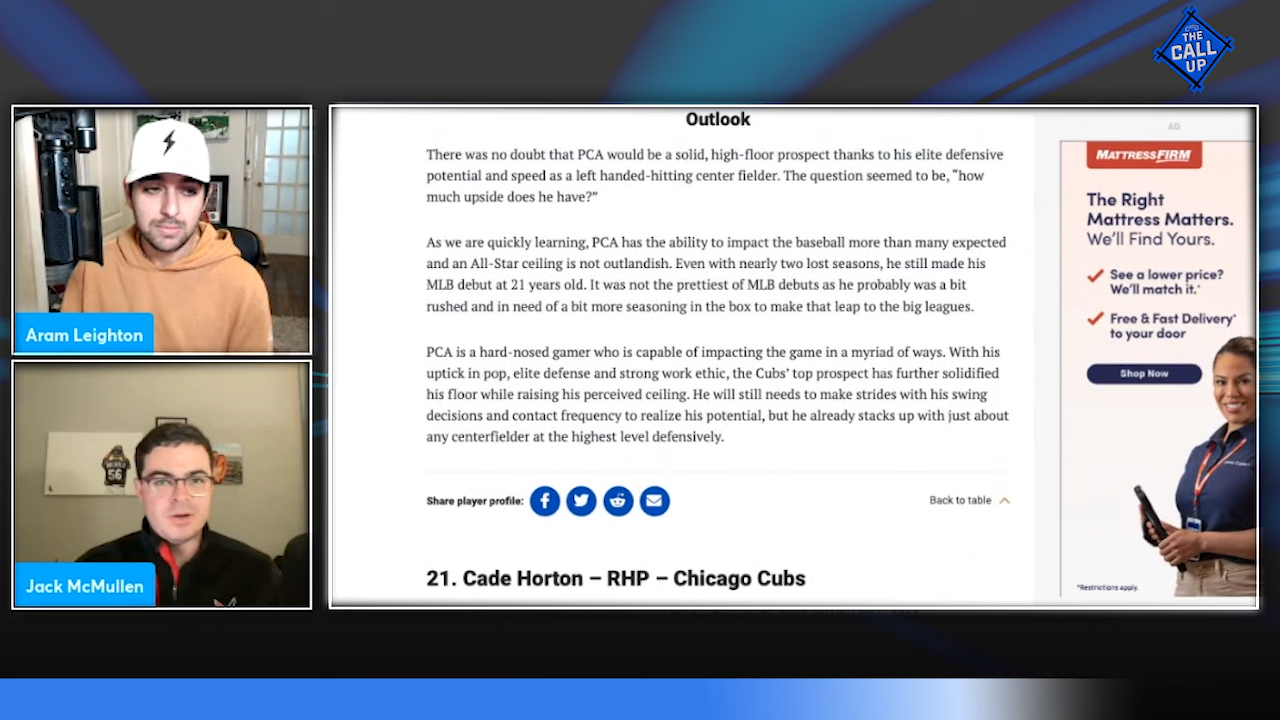 THE
CALL
UP
Aram Leighton
56
Jack McMullen
Outlook
There was no doubt that PCA would be a solid, high-floor prospect thanks to his elite defensive
potential and speed as a left handed-hitting center fielder. The question seemed to be, “how
much upside does he have?”
As we are quickly learning, PCA has the ability to impact the baseball more than many expected
and an All-Star ceiling is not outlandish. Even with nearly two lost seasons, he still made his
MLB debut at 21 years old. It was not the prettiest of MLB debuts as he probably was a bit
rushed and in need of a bit more seasoning in the box to make that leap to the big leagues.
PCA is a hard-nosed gamer who is capable of impacting the game in a myriad of ways. With his
uptick in pop, elite defense and strong work ethic, the Cubs’ top prospect has further solidified
his floor while raising his perceived ceiling. He will still needs to make strides with his swing
decisions and contact frequency to realize his potential, but he already stacks up with just about
any centerfielder at the highest level defensively.
Share player profile:
Back to table
21. Cade Horton – RHP – Chicago Cubs
AD
MATTRESS FIRM
The Right
Mattress Matters.
We’ll Find Yours.
See a lower price?
We’ll match it.*
Free & Fast Delivery*
to your door
Shop Now
*Restrictions apply.